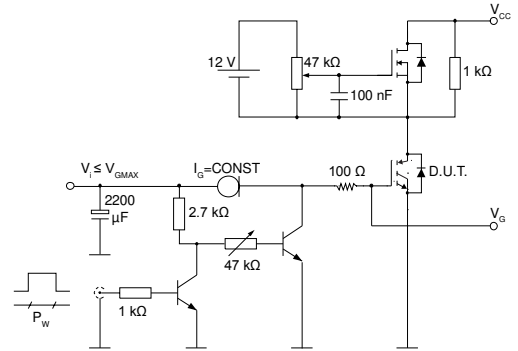 V_CC
12 V
47 kΩ
100 nF
1 kΩ
V_i ≤ V_GMAX
I_G=CONST
100 Ω
D.U.T.
2200
μF
2.7 kΩ
V_G
47 kΩ
1 kΩ
P_W